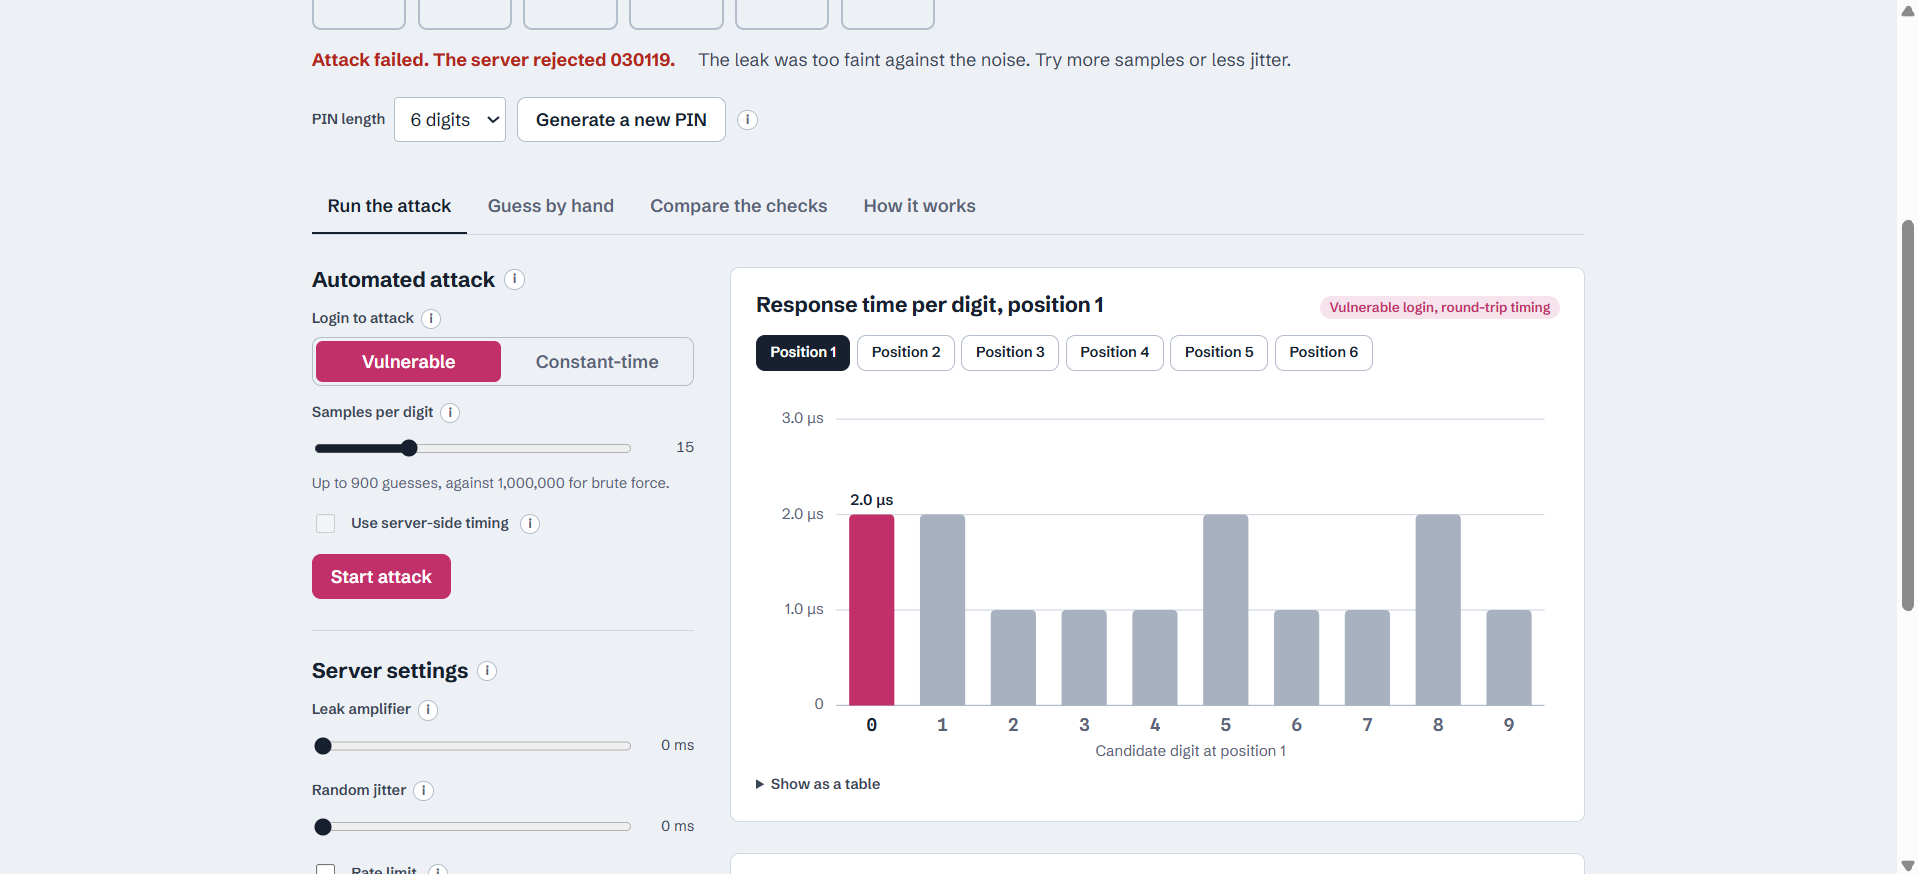 Attack failed. The server rejected 030119. The leak was too faint against the noise. Try more samples or less jitter.
PIN length 6 digits Generate a new PIN i
Run the attack Guess by hand Compare the checks How it works
Automated attack i
Login to attack i
Vulnerable Constant-time
Samples per digit i
15
Up to 900 guesses, against 1,000,000 for brute force.
Use server-side timing i
Start attack
Server settings i
Leak amplifier i
0 ms
Random jitter i
0 ms
Rate limit i
Response time per digit, position 1
Vulnerable login, round-trip timing
Position 1 Position 2 Position 3 Position 4 Position 5 Position 6
3.0 µs
2.0 µs
2.0 µs
1.0 µs
0
0 1 2 3 4 5 6 7 8 9
Candidate digit at position 1
Show as a table